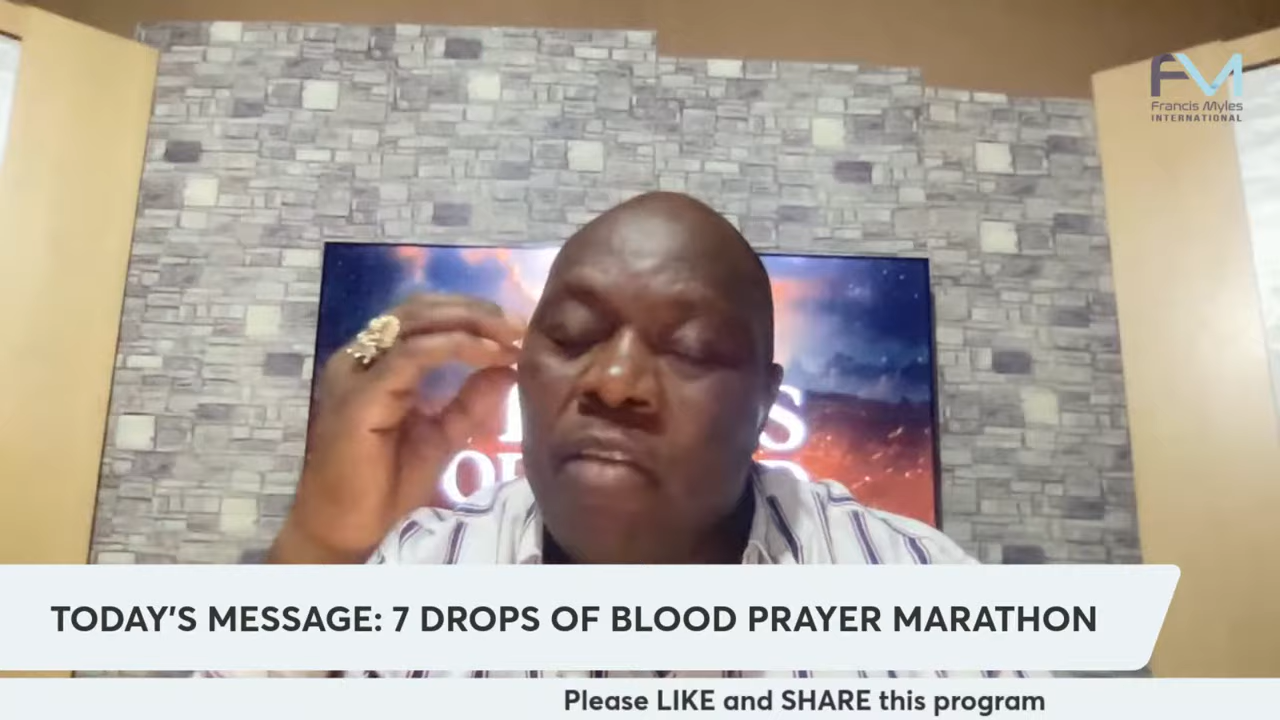 FM
Francis Myles
INTERNATIONAL
TODAY'S MESSAGE: 7 DROPS OF BLOOD PRAYER MARATHON
Please LIKE and SHARE this program